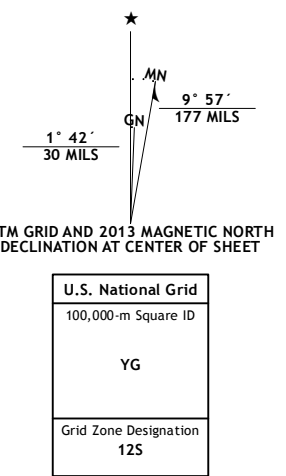 ★
MN
GN
9° 57´
177 MILS
1° 42´
30 MILS
TM GRID AND 2013 MAGNETIC NORTH
DECLINATION AT CENTER OF SHEET
U.S. National Grid
100,000-m Square ID
YG
Grid Zone Designation
12S